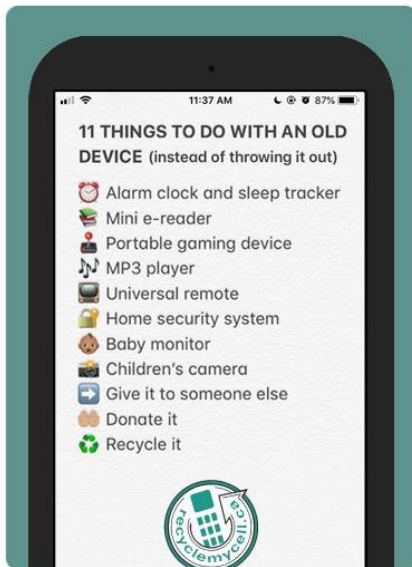 11:37 AM 87%
11 THINGS TO DO WITH AN OLD
DEVICE (instead of throwing it out)
Alarm clock and sleep tracker
Mini e-reader
Portable gaming device
MP3 player
Universal remote
Home security system
Baby monitor
Children's camera
Give it to someone else
Donate it
Recycle it
recyclemycell.ca